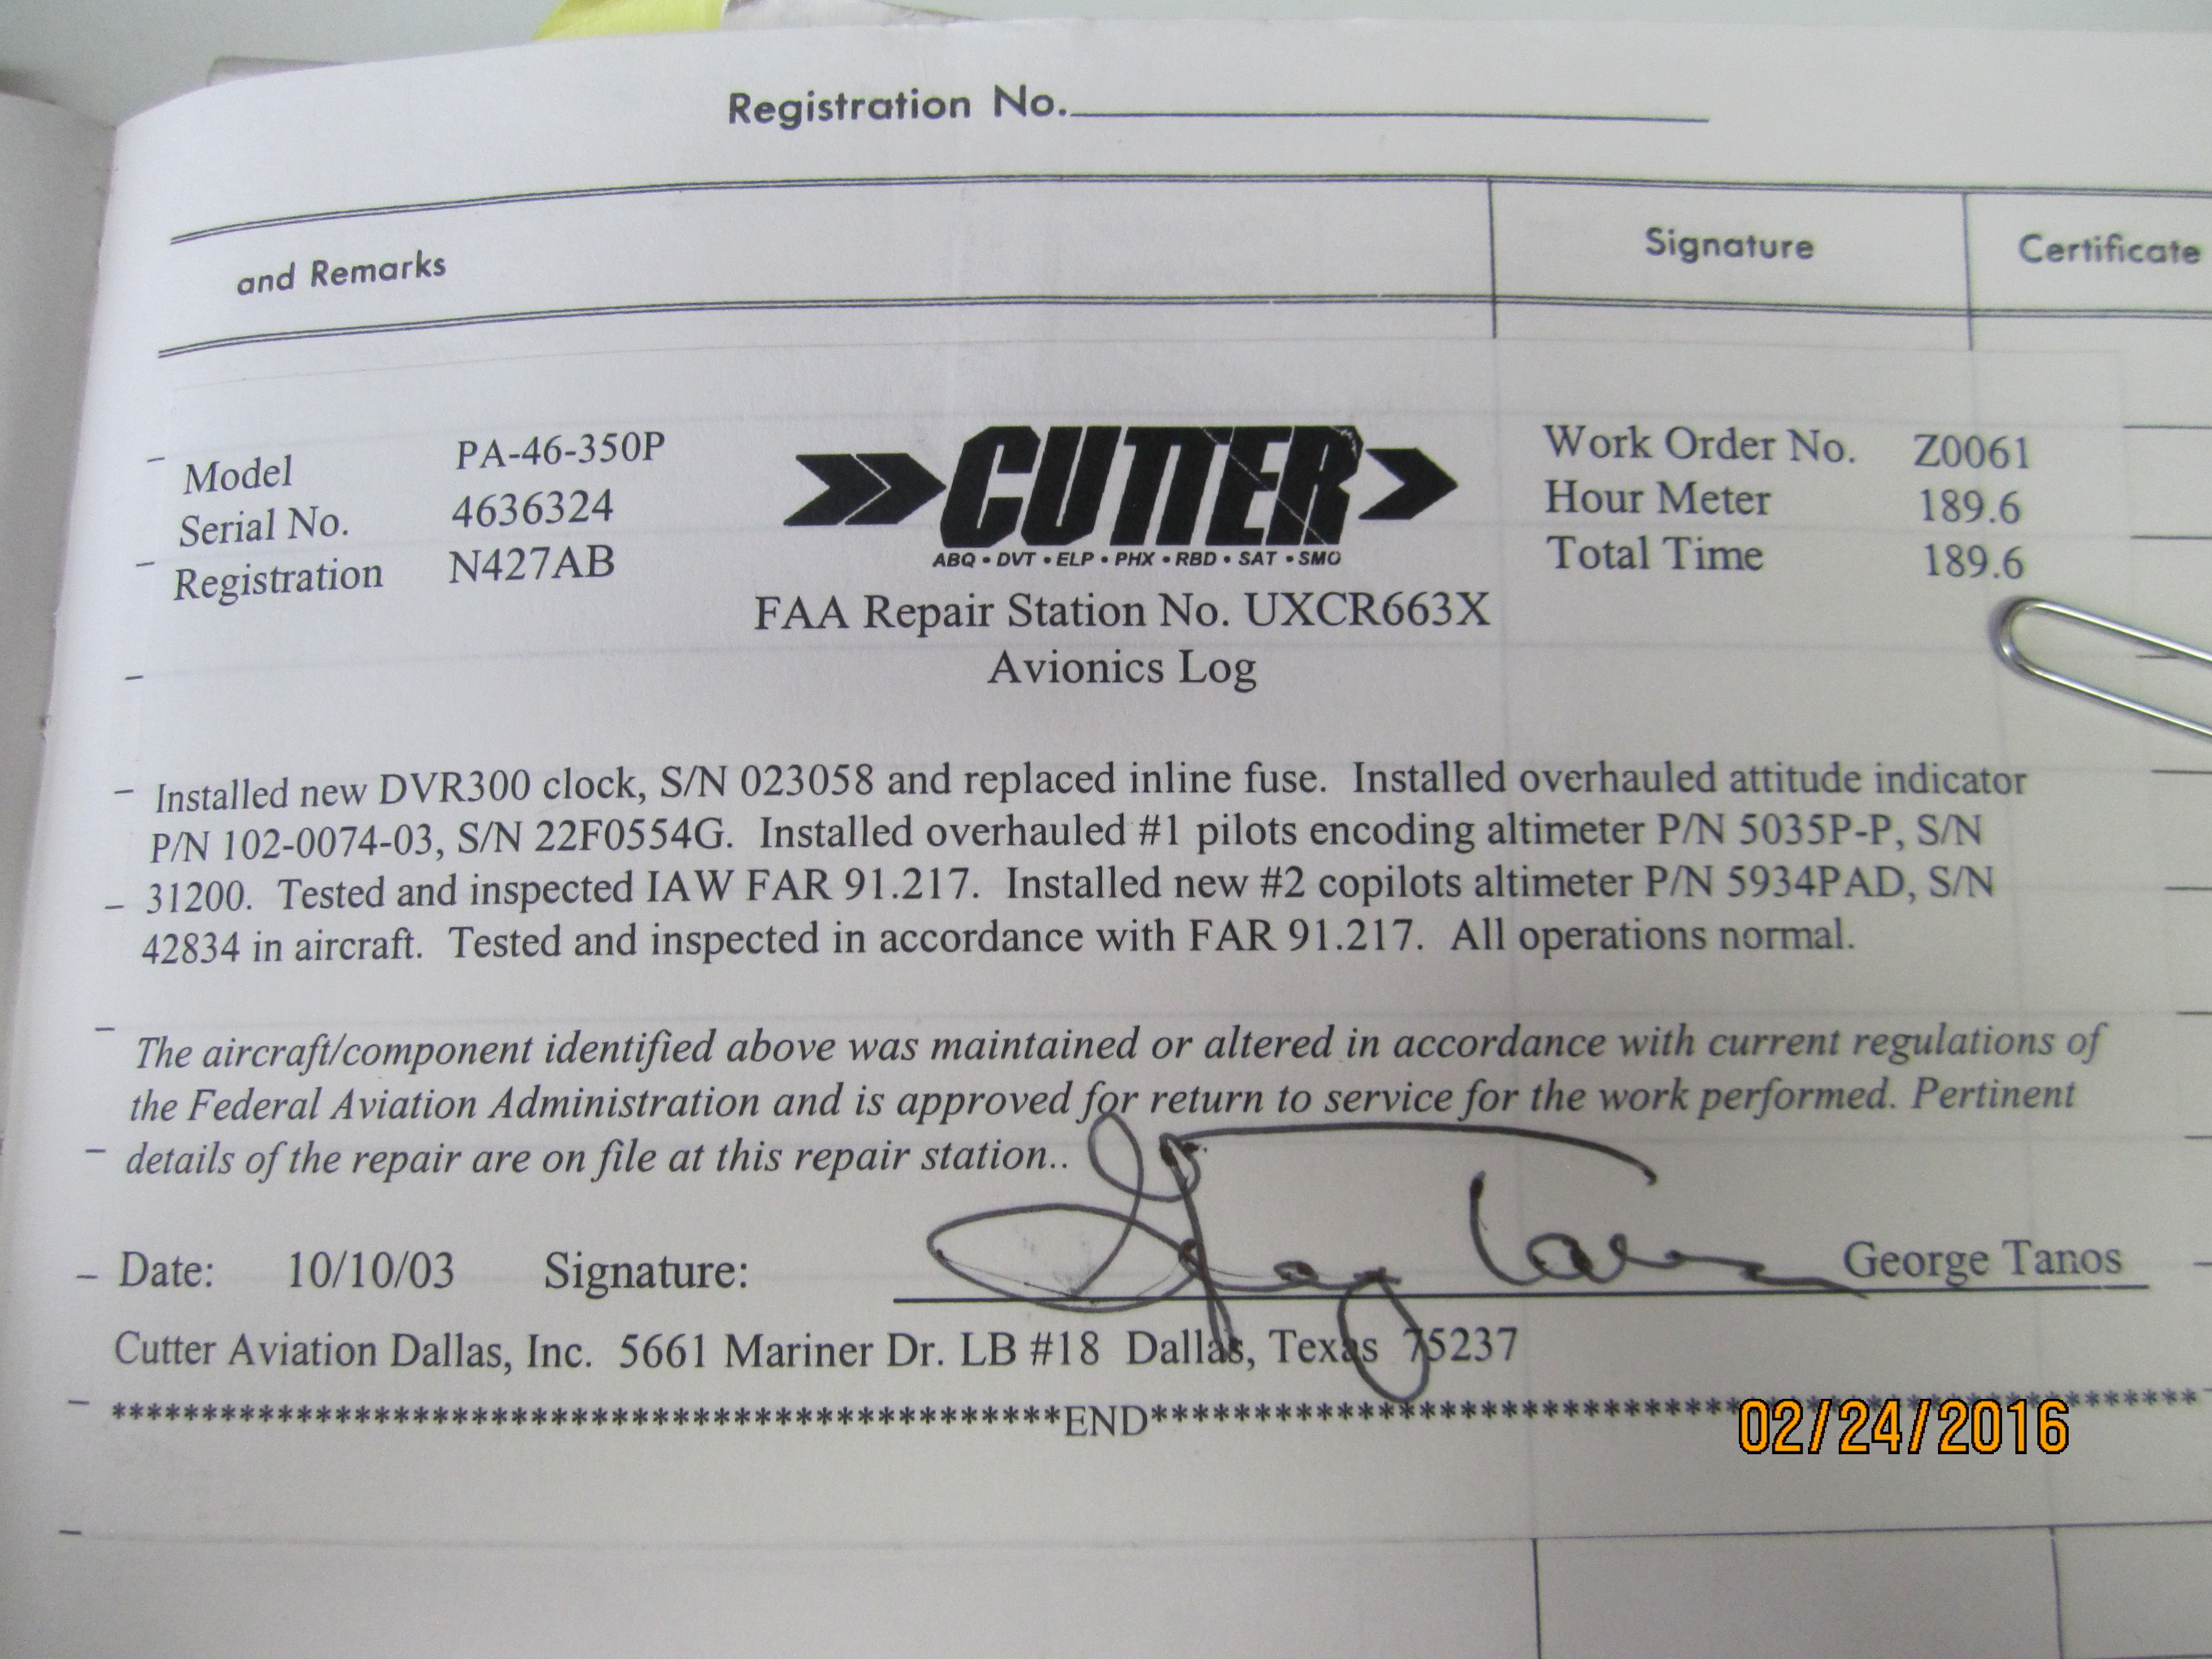 Registration No.
and Remarks Signature Certificate
Model PA-46-350P
Serial No. 4636324
Registration N427AB
CUTTER
ABQ • DVT • ELP • PHX • RBD • SAT • SMO
FAA Repair Station No. UXCR663X
Avionics Log
Work Order No. Z0061
Hour Meter 189.6
Total Time 189.6
Installed new DVR300 clock, S/N 023058 and replaced inline fuse. Installed overhauled attitude indicator
P/N 102-0074-03, S/N 22F0554G. Installed overhauled #1 pilots encoding altimeter P/N 5035P-P, S/N
31200. Tested and inspected IAW FAR 91.217. Installed new #2 copilots altimeter P/N 5934PAD, S/N
42834 in aircraft. Tested and inspected in accordance with FAR 91.217. All operations normal.
The aircraft/component identified above was maintained or altered in accordance with current regulations of
the Federal Aviation Administration and is approved for return to service for the work performed. Pertinent
details of the repair are on file at this repair station..
Date: 10/10/03 Signature: George Tanos
Cutter Aviation Dallas, Inc. 5661 Mariner Dr. LB #18 Dallas, Texas 75237
***************************************************END*********************************************************
02/24/2016